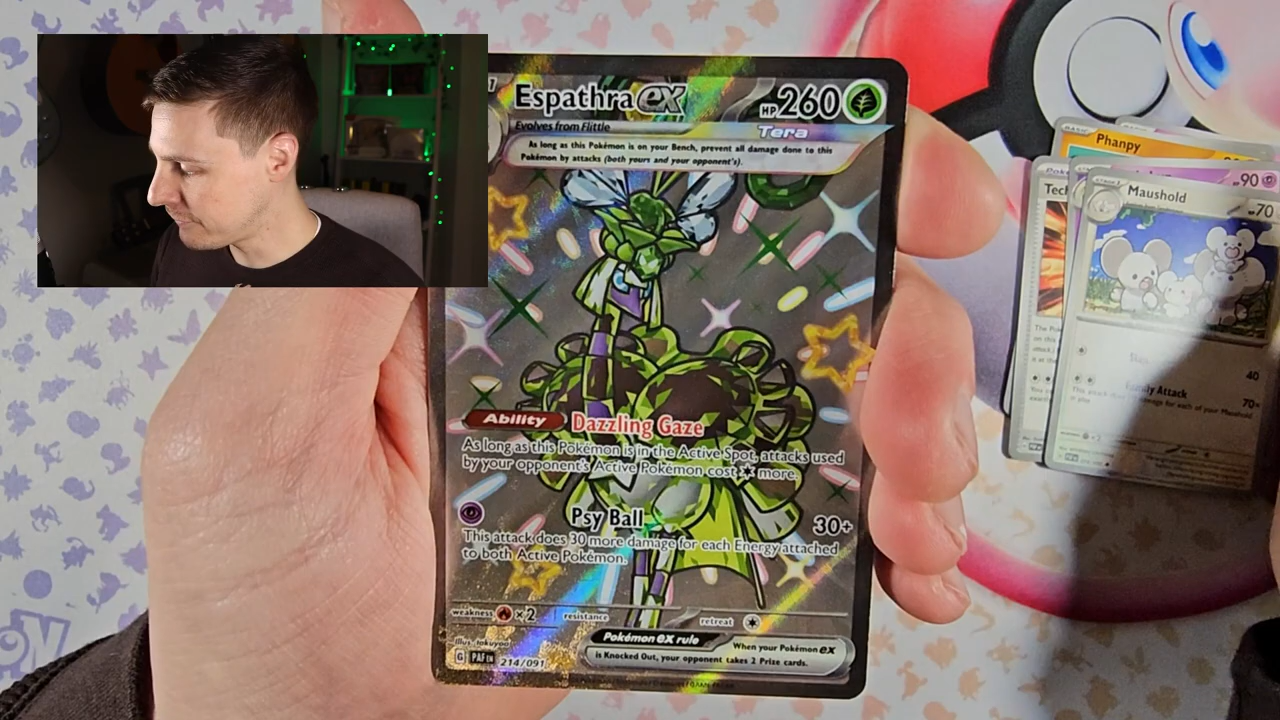 Espathra ex HP 260
Evolves from Flittle
Tera
As long as this Pokémon is on your Bench, prevent all damage done to this
Pokémon by attacks (both yours and your opponent's).
Ability Dazzling Gaze
As long as this Pokémon is in the Active Spot, attacks used
by your opponent's Active Pokémon cost more.
Psy Ball 30+
This attack does 30 more damage for each Energy attached
to both Active Pokémon.
weakness ×2 resistance retreat
Pokémon ex rule
When your Pokémon ex
is Knocked Out, your opponent takes 2 Prize cards.
Illus. tokuyoo
G PAF EN 214/091
BASIC
Phanpy
90
Maushold 70
40
Family Attack 70+